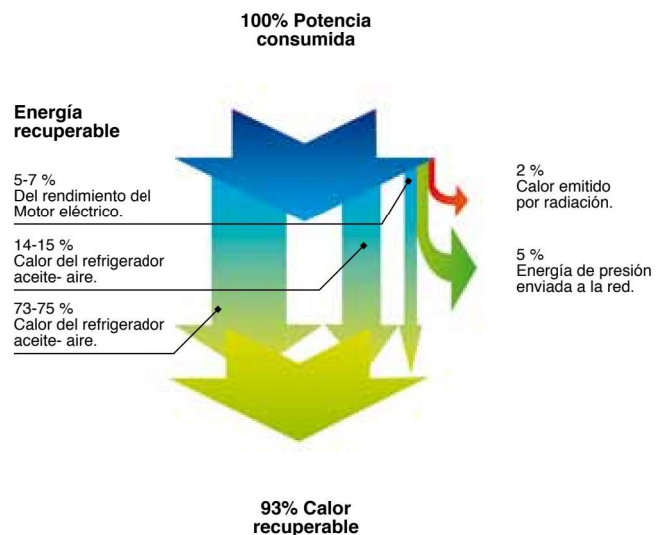 100% Potencia
consumida
Energía
recuperable
5-7 %
Del rendimiento del
Motor eléctrico.
14-15 %
Calor del refrigerador
aceite- aire.
73-75 %
Calor del refrigerador
aceite- aire.
2 %
Calor emitido
por radiación.
5 %
Energía de presión
enviada a la red.
93% Calor
recuperable